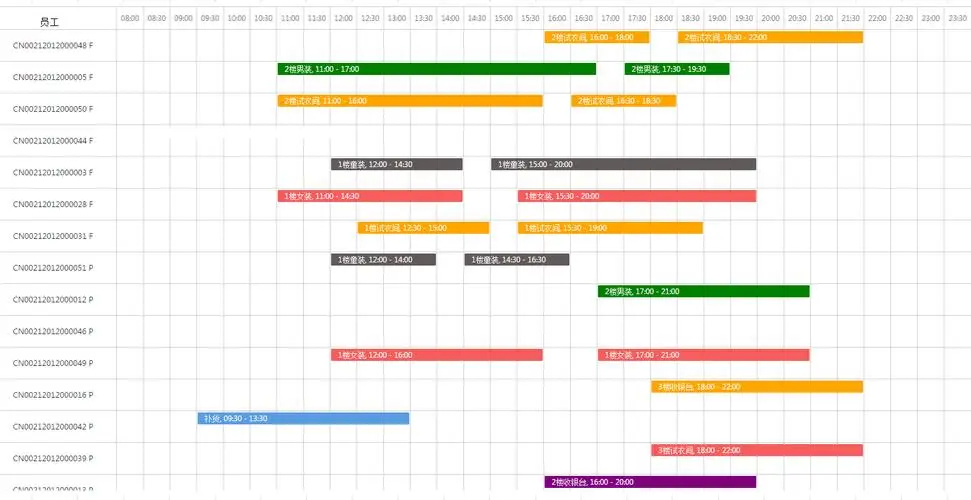 员工 08:00 08:30 09:00 09:30 10:00 10:30 11:00 11:30 12:00 12:30 13:00 13:30 14:00 14:30 15:00 15:30 16:00 16:30 17:00 17:30 18:00 18:30 19:00 19:30 20:00 20:30 21:00 21:30 22:00 22:30 23:00 23:30
CN00212012000048 F 2楼试衣间, 16:00 - 18:00 2楼试衣间, 18:30 - 22:00
CN00212012000005 F 2楼男装, 11:00 - 17:00 2楼男装, 17:30 - 19:30
CN00212012000050 F 2楼试衣间, 11:00 - 16:00 2楼试衣间, 16:30 - 18:30
CN00212012000044 F
CN00212012000003 F 1楼童装, 12:00 - 14:30 1楼童装, 15:00 - 20:00
CN00212012000028 F 1楼女装, 11:00 - 14:30 1楼女装, 15:30 - 20:00
CN00212012000031 F 1楼试衣间, 12:30 - 15:00 1楼试衣间, 15:30 - 19:00
CN00212012000051 P 1楼童装, 12:00 - 14:00 1楼童装, 14:30 - 16:30
CN00212012000012 P 2楼男装, 17:00 - 21:00
CN00212012000046 P
CN00212012000049 P 1楼女装, 12:00 - 16:00 1楼女装, 17:00 - 21:00
CN00212012000016 P 3楼收银台, 18:00 - 22:00
CN00212012000042 P 补货, 09:30 - 13:30
CN00212012000039 P 3楼试衣间, 18:00 - 22:00
CN00212012000013 P 2楼收银台, 16:00 - 20:00